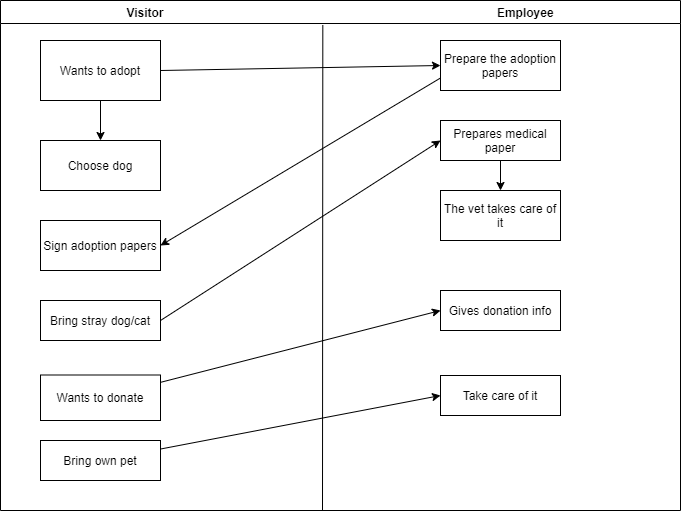 Visitor
Employee
Wants to adopt
Prepare the adoption
papers
Choose dog
Prepares medical
paper
The vet takes care of
it
Sign adoption papers
Bring stray dog/cat
Gives donation info
Wants to donate
Take care of it
Bring own pet